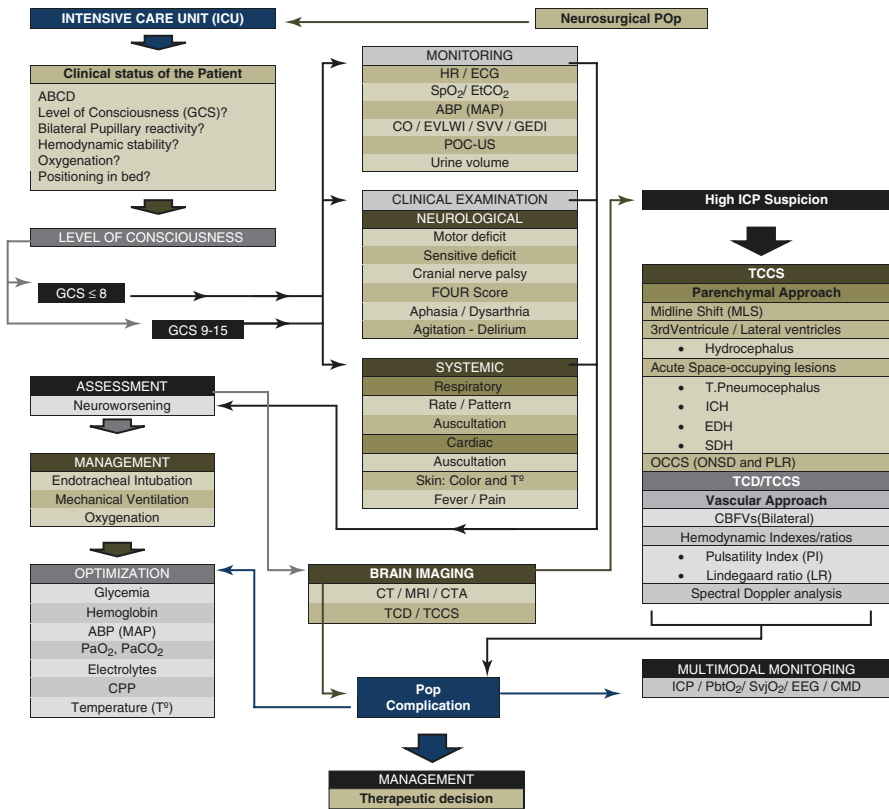 INTENSIVE CARE UNIT (ICU)
Neurosurgical POp
Clinical status of the Patient
ABCD
Level of Consciousness (GCS)?
Bilateral Pupillary reactivity?
Hemodynamic stability?
Oxygenation?
Positioning in bed?
LEVEL OF CONSCIOUSNESS
GCS ≤ 8
GCS 9-15
MONITORING
HR / ECG
SpO₂/ EtCO₂
ABP (MAP)
CO / EVLWI / SVV / GEDI
POC-US
Urine volume
CLINICAL EXAMINATION
NEUROLOGICAL
Motor deficit
Sensitive deficit
Cranial nerve palsy
FOUR Score
Aphasia / Dysarthria
Agitation - Delirium
SYSTEMIC
Respiratory
Rate / Pattern
Auscultation
Cardiac
Auscultation
Skin: Color and Tº
Fever / Pain
ASSESSMENT
Neuroworsening
MANAGEMENT
Endotracheal Intubation
Mechanical Ventilation
Oxygenation
OPTIMIZATION
Glycemia
Hemoglobin
ABP (MAP)
PaO₂, PaCO₂
Electrolytes
CPP
Temperature (Tº)
BRAIN IMAGING
CT / MRI / CTA
TCD / TCCS
High ICP Suspicion
TCCS
Parenchymal Approach
Midline Shift (MLS)
3rdVentricule / Lateral ventricles
• Hydrocephalus
Acute Space-occupying lesions
• T.Pneumocephalus
• ICH
• EDH
• SDH
OCCS (ONSD and PLR)
TCD/TCCS
Vascular Approach
CBFVs(Bilateral)
Hemodynamic Indexes/ratios
• Pulsatility Index (PI)
• Lindegaard ratio (LR)
Spectral Doppler analysis
Pop
Complication
MULTIMODAL MONITORING
ICP / PbtO₂/ SvjO₂/ EEG / CMD
MANAGEMENT
Therapeutic decision